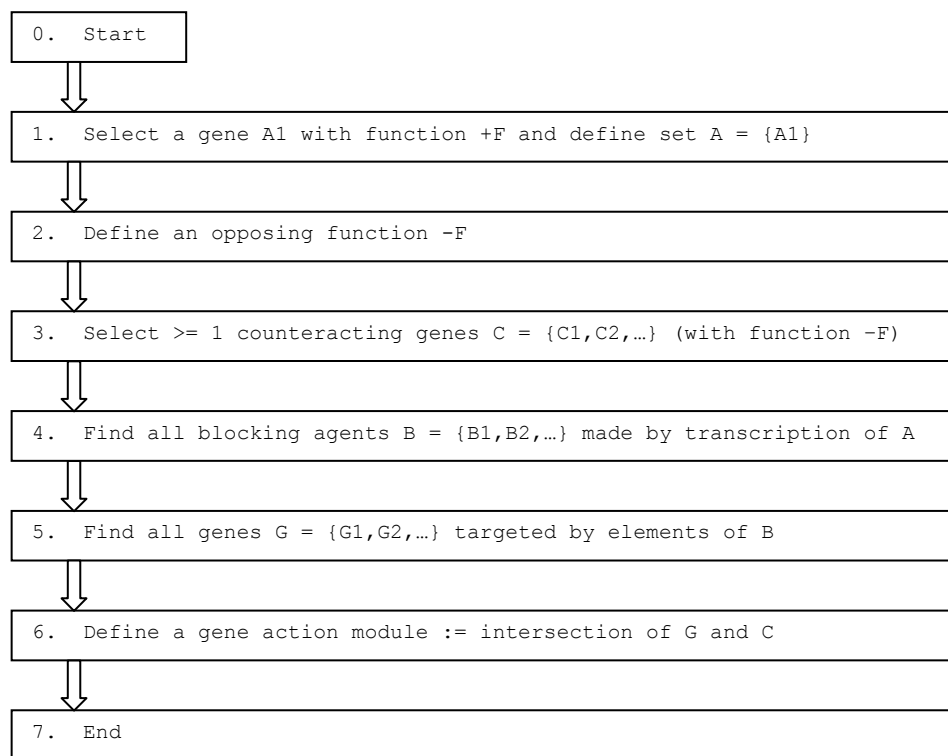 0. Start
1. Select a gene A1 with function +F and define set A = {A1}
2. Define an opposing function -F
3. Select >= 1 counteracting genes C = {C1,C2,…} (with function -F)
4. Find all blocking agents B = {B1,B2,…} made by transcription of A
5. Find all genes G = {G1,G2,…} targeted by elements of B
6. Define a gene action module := intersection of G and C
7. End